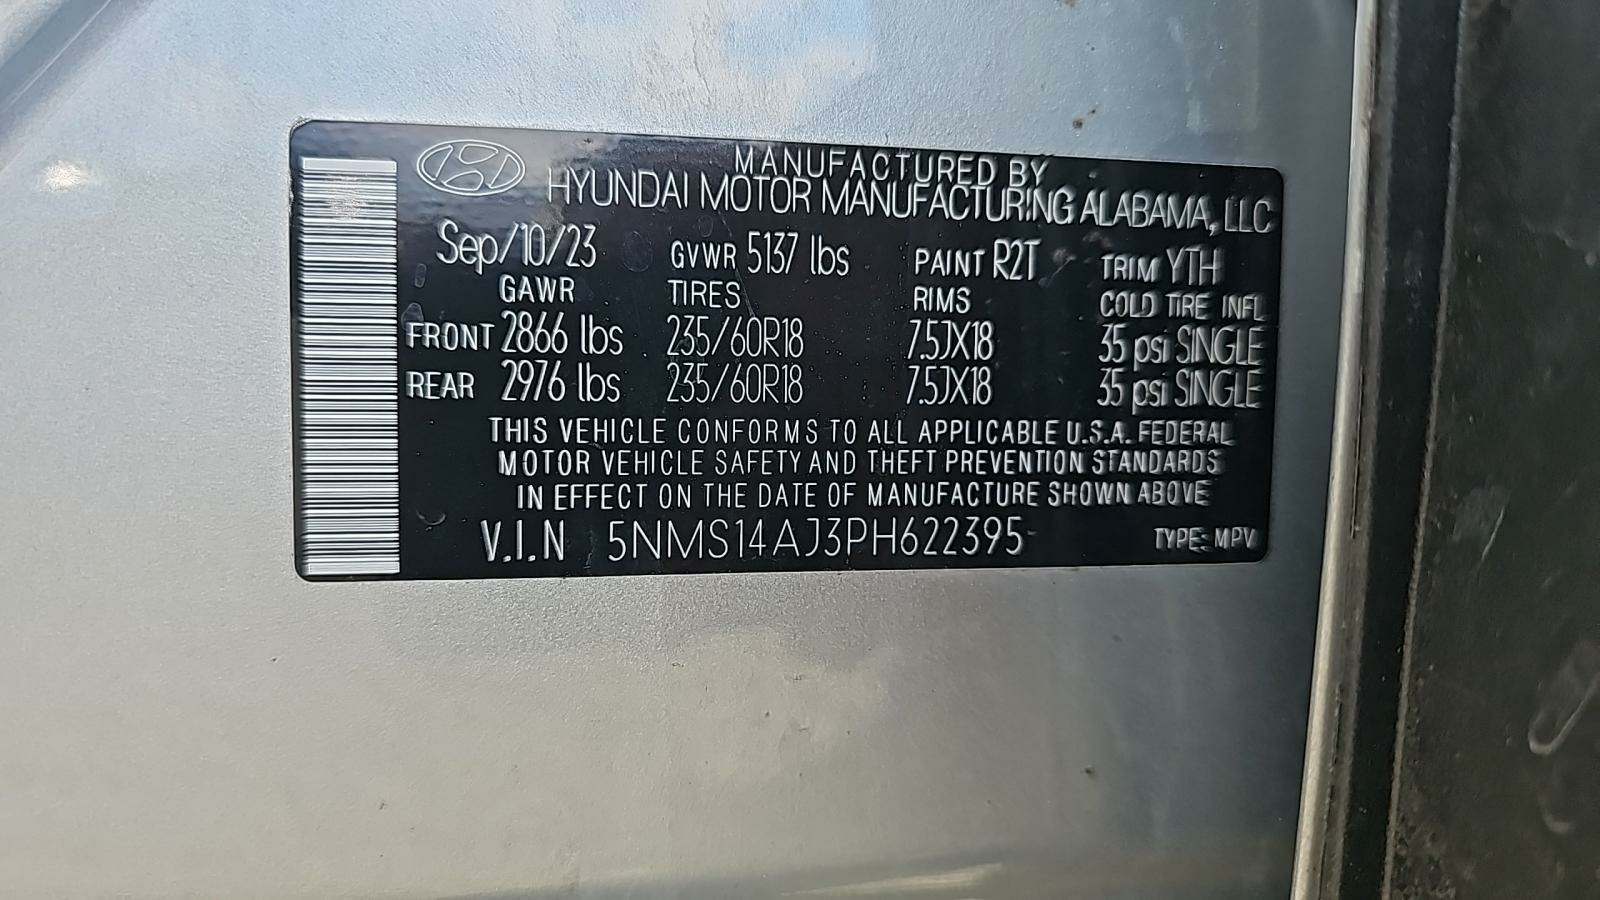 MANUFACTURED BY
HYUNDAI MOTOR MANUFACTURING ALABAMA, LLC
Sep/10/23 GVWR 5137 lbs PAINT R2T TRIM YTH
GAWR TIRES RIMS COLD TIRE INFL
FRONT 2866 lbs 235/60R18 7.5JX18 35 psi SINGLE
REAR 2976 lbs 235/60R18 7.5JX18 35 psi SINGLE
THIS VEHICLE CONFORMS TO ALL APPLICABLE U.S.A. FEDERAL
MOTOR VEHICLE SAFETY AND THEFT PREVENTION STANDARDS
IN EFFECT ON THE DATE OF MANUFACTURE SHOWN ABOVE
V.I.N 5NMS14AJ3PH622395 TYPE: MPV